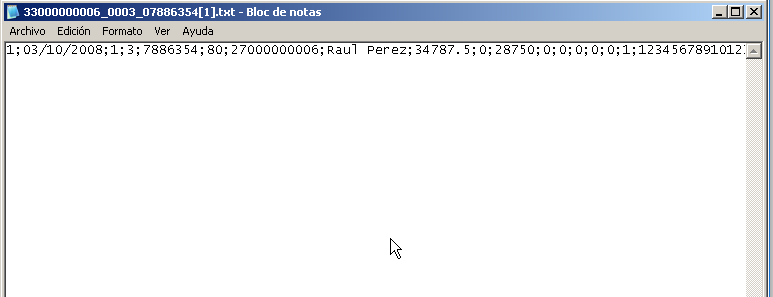 33000000006_0003_07886354[1].txt - Bloc de notas
Archivo Edición Formato Ver Ayuda
1;03/10/2008;1;3;7886354;80;27000000006;Raul Perez;34787.5;0;28750;0;0;0;0;0;1;1234567891012